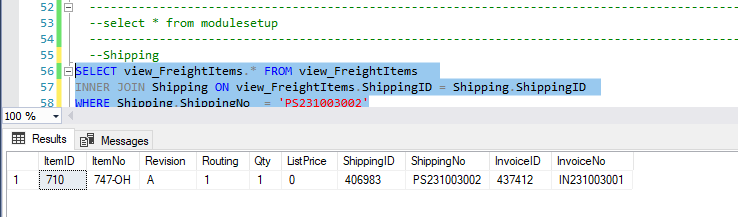 52
53 --select * from modulesetup
54 --------------------------------------------------------------------------------
55 --Shipping
56 SELECT view_FreightItems.* FROM view_FreightItems
57 INNER JOIN Shipping ON view_FreightItems.ShippingID = Shipping.ShippingID
58 WHERE Shipping.ShippingNo = 'PS231003002'
100 %
Results Messages
ItemID ItemNo Revision Routing Qty ListPrice ShippingID ShippingNo InvoiceID InvoiceNo
1 710 747-OH A 1 1 0 406983 PS231003002 437412 IN231003001